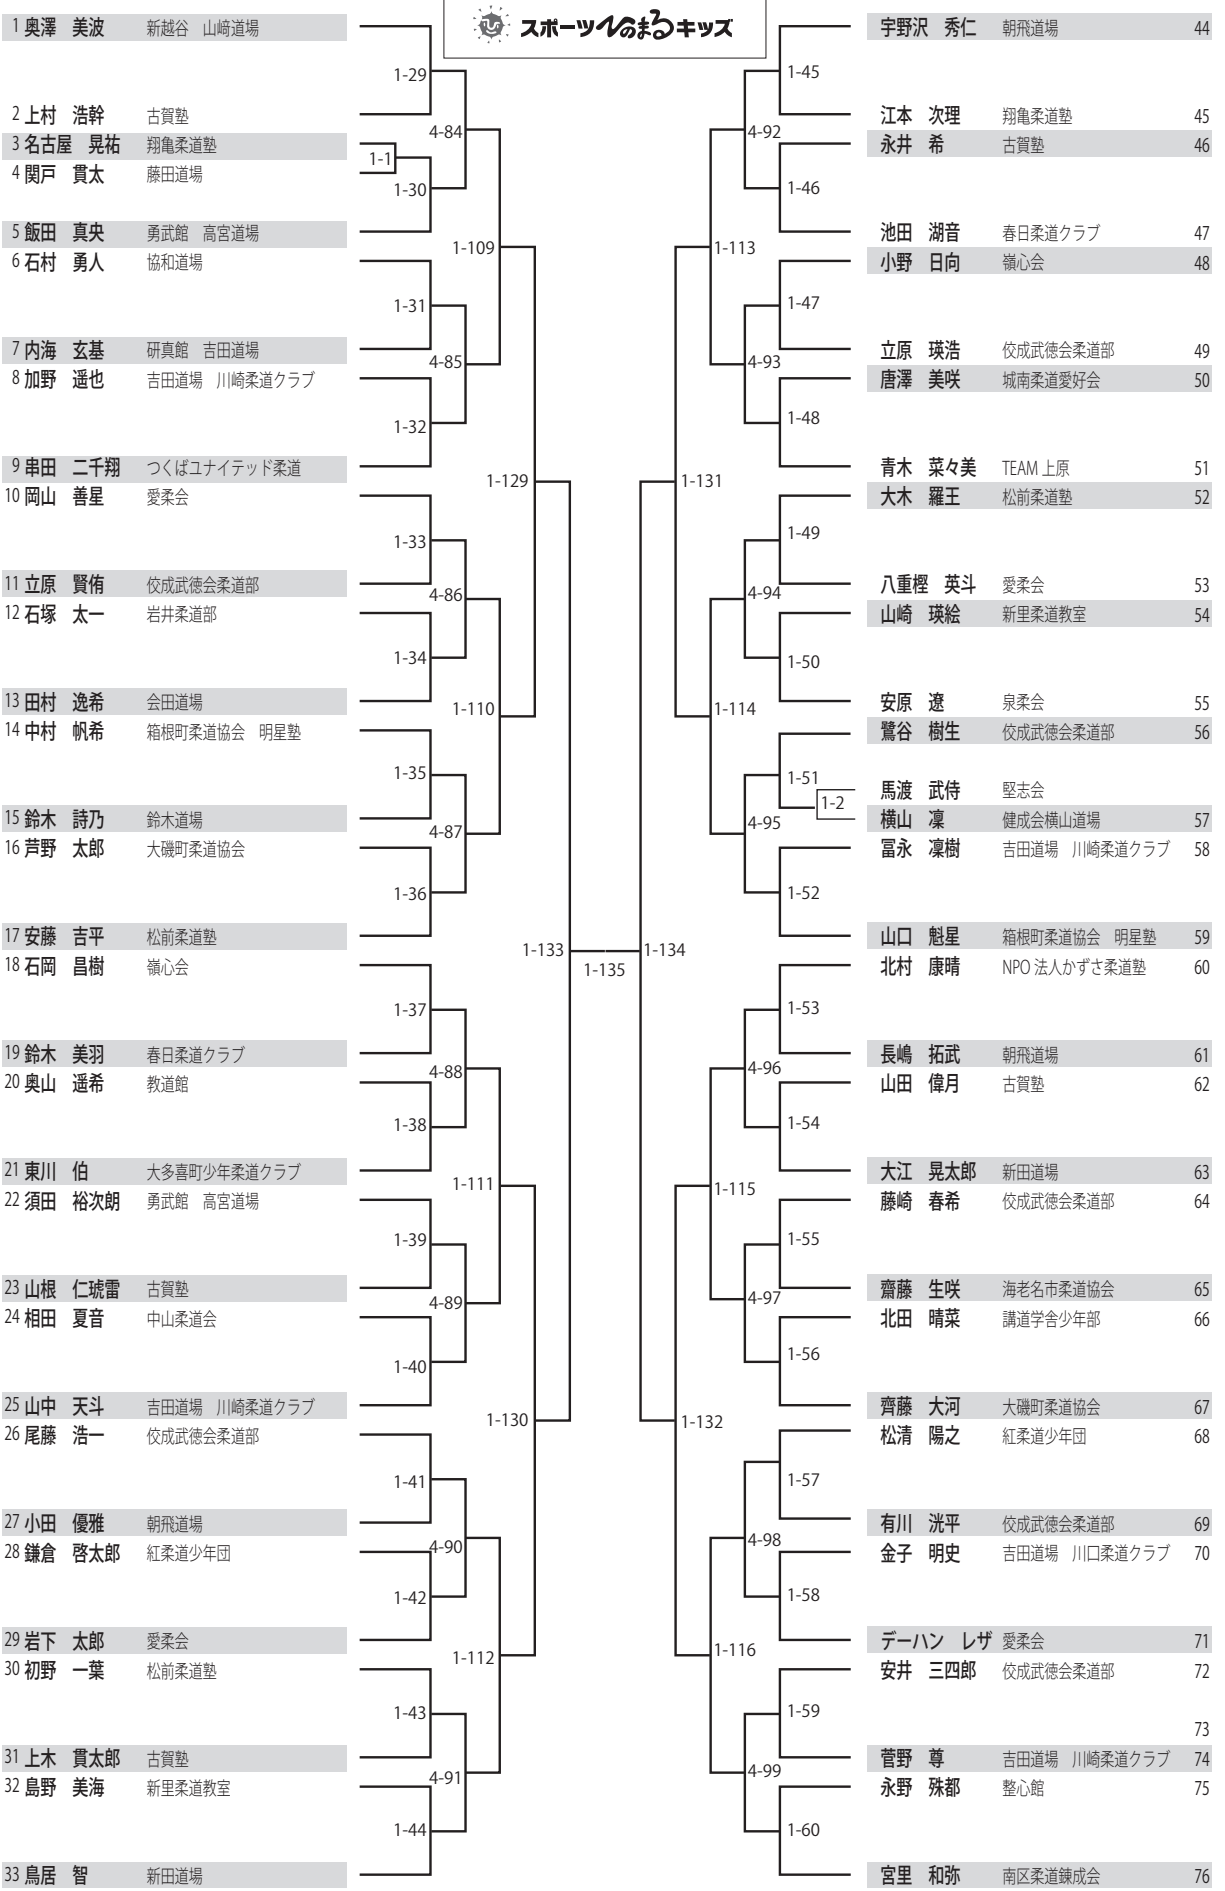 スポーツひのまるキッズ
1 奥澤 美波 新越谷 山﨑道場
2 上村 浩幹 古賀塾
3 名古屋 晃祐 翔亀柔道塾
4 関戸 貫太 藤田道場
5 飯田 真央 勇武館 高宮道場
6 石村 勇人 協和道場
7 内海 玄基 研真館 吉田道場
8 加野 遥也 吉田道場 川崎柔道クラブ
9 串田 二千翔 つくばユナイテッド柔道
10 岡山 善星 愛柔会
11 立原 賢侑 佼成武徳会柔道部
12 石塚 太一 岩井柔道部
13 田村 逸希 会田道場
14 中村 帆希 箱根町柔道協会 明星塾
15 鈴木 詩乃 鈴木道場
16 芦野 太郎 大磯町柔道協会
17 安藤 吉平 松前柔道塾
18 石岡 昌樹 嶺心会
19 鈴木 美羽 春日柔道クラブ
20 奥山 遥希 教道館
21 東川 伯 大多喜町少年柔道クラブ
22 須田 裕次朗 勇武館 高宮道場
23 山根 仁琥雷 古賀塾
24 相田 夏音 中山柔道会
25 山中 天斗 吉田道場 川崎柔道クラブ
26 尾藤 浩一 佼成武徳会柔道部
27 小田 優雅 朝飛道場
28 鎌倉 啓太郎 紅柔道少年団
29 岩下 太郎 愛柔会
30 初野 一葉 松前柔道塾
31 上木 貫太郎 古賀塾
32 島野 美海 新里柔道教室
33 鳥居 智 新田道場
1-1
1-29
1-30
1-31
1-32
1-33
1-34
1-35
1-36
1-37
1-38
1-39
1-40
1-41
1-42
1-43
1-44
4-84
4-85
4-86
4-87
4-88
4-89
4-90
4-91
1-109
1-110
1-111
1-112
1-129
1-130
1-133
1-135
1-134
1-131
1-132
1-113
1-114
1-115
1-116
4-92
4-93
4-94
4-95
4-96
4-97
4-98
4-99
1-45
1-46
1-47
1-48
1-49
1-50
1-51
1-2
1-52
1-53
1-54
1-55
1-56
1-57
1-58
1-59
1-60
宇野沢 秀仁 朝飛道場 44
江本 次理 翔亀柔道塾 45
永井 希 古賀塾 46
池田 湖音 春日柔道クラブ 47
小野 日向 嶺心会 48
立原 瑛浩 佼成武徳会柔道部 49
唐澤 美咲 城南柔道愛好会 50
青木 菜々美 TEAM 上原 51
大木 羅王 松前柔道塾 52
八重樫 英斗 愛柔会 53
山崎 瑛絵 新里柔道教室 54
安原 遼 泉柔会 55
鷺谷 樹生 佼成武徳会柔道部 56
馬渡 武侍 堅志会
横山 凜 健成会横山道場 57
冨永 凜樹 吉田道場 川崎柔道クラブ 58
山口 魁星 箱根町柔道協会 明星塾 59
北村 康晴 NPO 法人かずさ柔道塾 60
長嶋 拓武 朝飛道場 61
山田 偉月 古賀塾 62
大江 晃太郎 新田道場 63
藤崎 春希 佼成武徳会柔道部 64
齋藤 生咲 海老名市柔道協会 65
北田 晴菜 講道学舎少年部 66
齊藤 大河 大磯町柔道協会 67
松清 陽之 紅柔道少年団 68
有川 洸平 佼成武徳会柔道部 69
金子 明史 吉田道場 川口柔道クラブ 70
デーハン レザ 愛柔会 71
安井 三四郎 佼成武徳会柔道部 72
73
菅野 尊 吉田道場 川崎柔道クラブ 74
永野 殊都 整心館 75
宮里 和弥 南区柔道錬成会 76